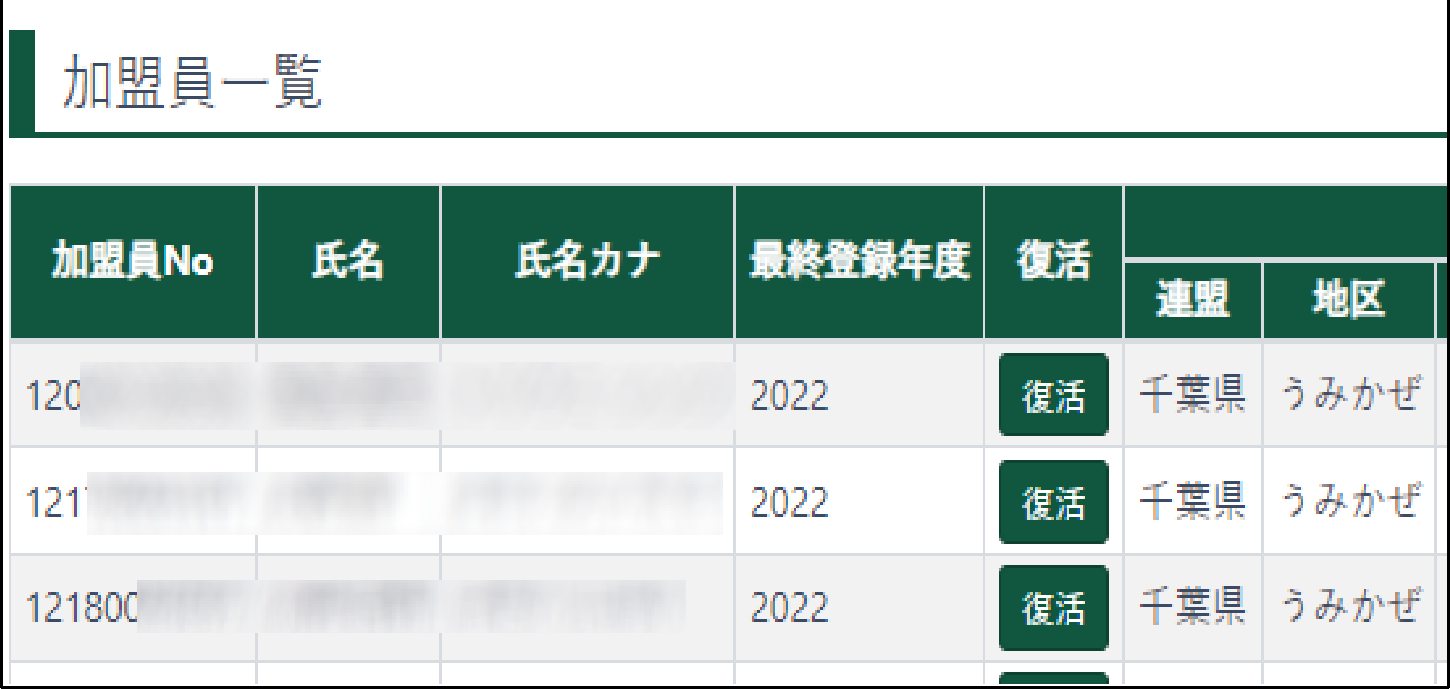 加盟員一覧
加盟員No 氏名 氏名カナ 最終登録年度 復活
連盟 地区
120 2022 復活 千葉県 うみかぜ
121 2022 復活 千葉県 うみかぜ
121800 2022 復活 千葉県 うみかぜ